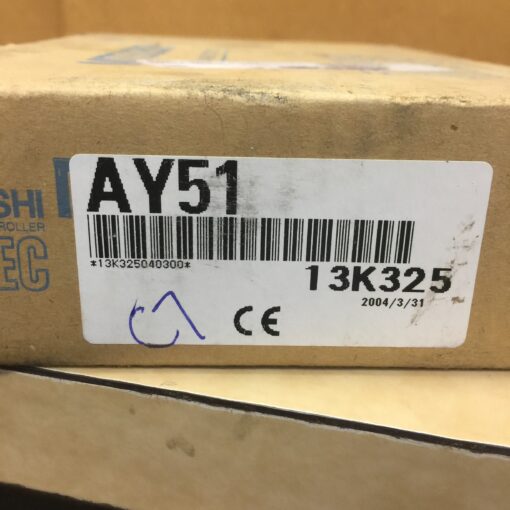 AY51
SHI
ROLLER
EC
*13K325040300*
13K325
2004/3/31
CE